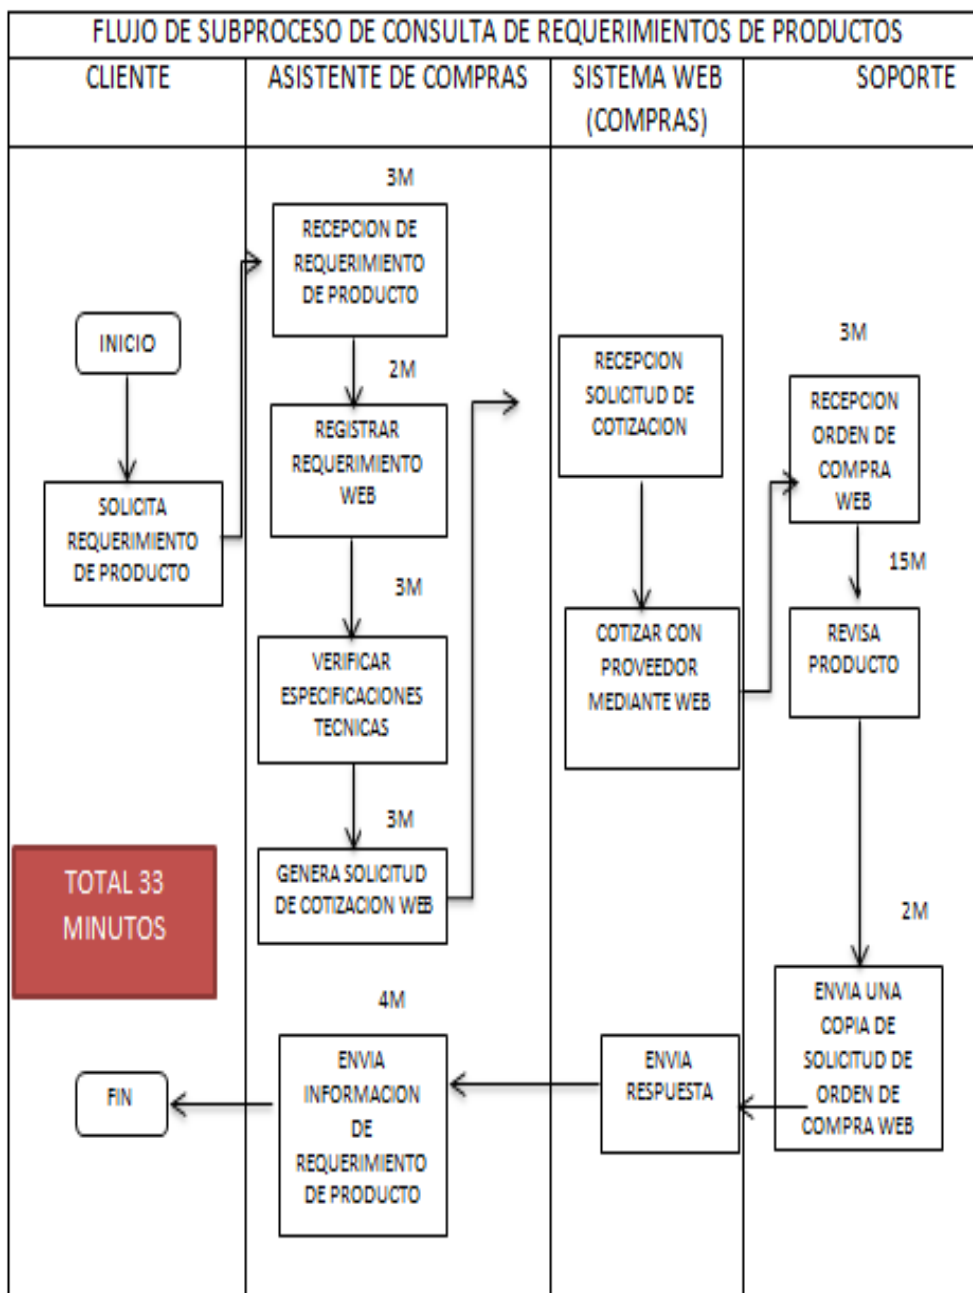 FLUJO DE SUBPROCESO DE CONSULTA DE REQUERIMIENTOS DE PRODUCTOS
CLIENTE
ASISTENTE DE COMPRAS
SISTEMA WEB
(COMPRAS)
SOPORTE
INICIO
SOLICITA
REQUERIMIENTO
DE PRODUCTO
3M
RECEPCION DE
REQUERIMIENTO
DE PRODUCTO
2M
REGISTRAR
REQUERIMIENTO
WEB
3M
VERIFICAR
ESPECIFICACIONES
TECNICAS
3M
GENERA SOLICITUD
DE COTIZACION WEB
RECEPCION
SOLICITUD DE
COTIZACION
COTIZAR CON
PROVEEDOR
MEDIANTE WEB
3M
RECEPCION
ORDEN DE
COMPRA
WEB
15M
REVISA
PRODUCTO
2M
ENVIA UNA
COPIA DE
SOLICITUD DE
ORDEN DE
COMPRA WEB
ENVIA
RESPUESTA
4M
ENVIA
INFORMACION
DE
REQUERIMIENTO
DE PRODUCTO
FIN
TOTAL 33
MINUTOS